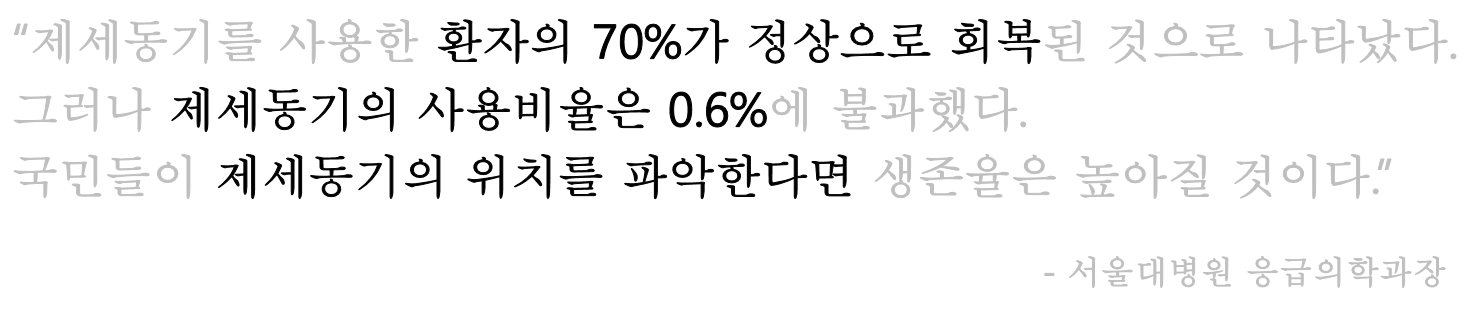 “제세동기를 사용한 환자의 70%가 정상으로 회복된 것으로 나타났다.
그러나 제세동기의 사용비율은 0.6%에 불과했다.
국민들이 제세동기의 위치를 파악한다면 생존율은 높아질 것이다.”
- 서울대병원 응급의학과장